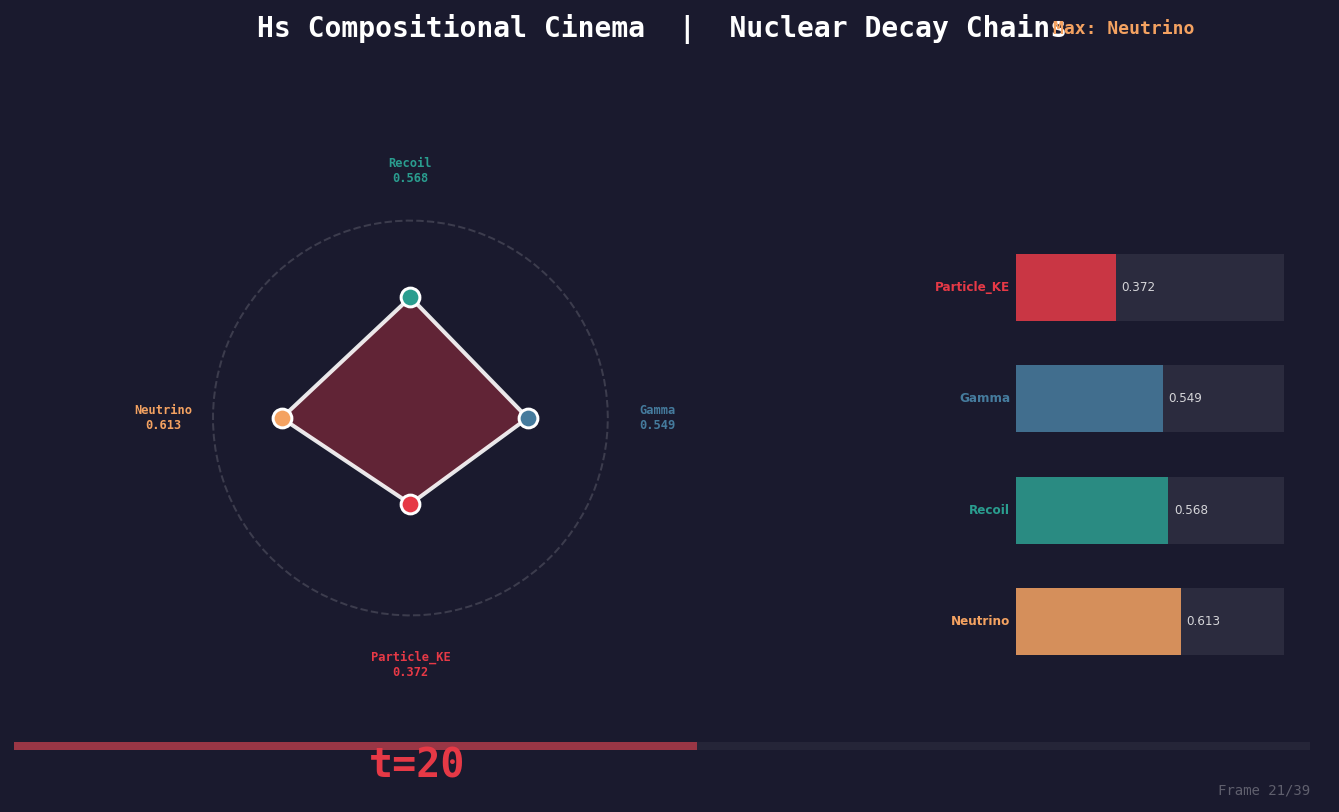 Hs Compositional Cinema | Nuclear Decay Chains
Max: Neutrino
Recoil
0.568
Neutrino
0.613
Gamma
0.549
Particle_KE
0.372
Particle_KE
0.372
Gamma
0.549
Recoil
0.568
Neutrino
0.613
t=20
Frame 21/39